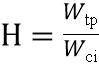 H = W_tp / W_ci